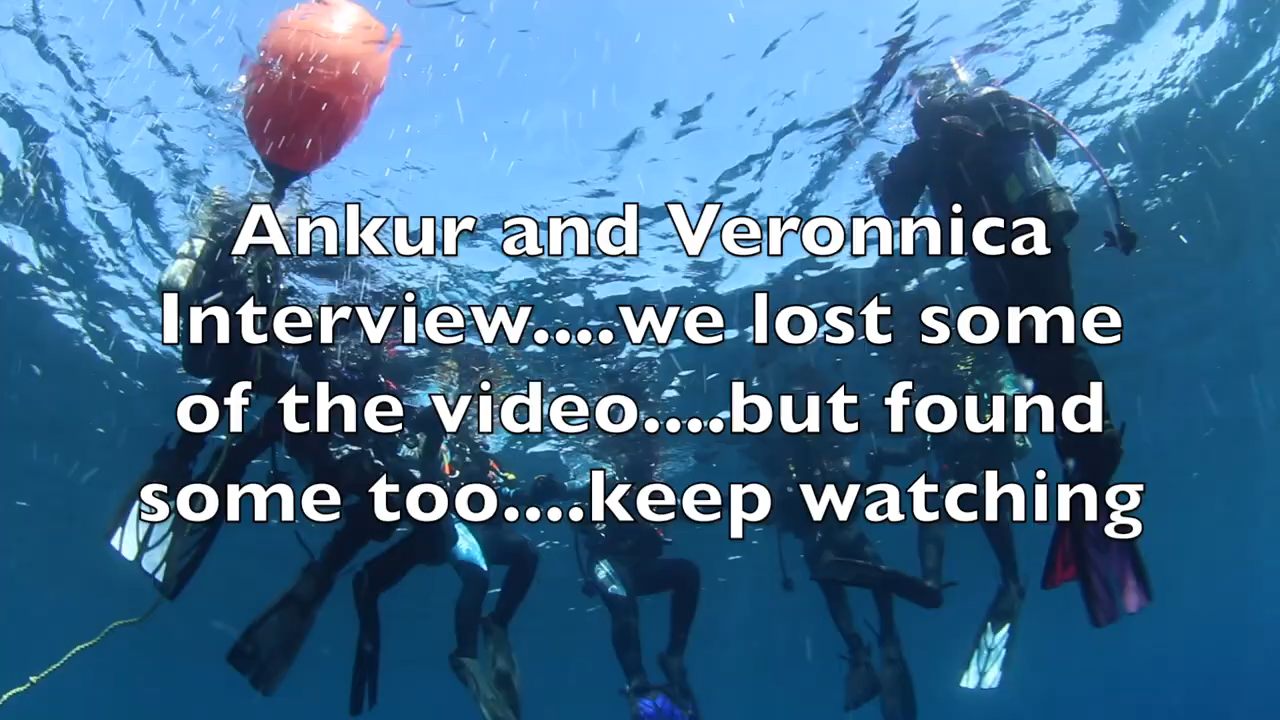 Ankur and Veronnica
Interview....we lost some
of the video....but found
some too....keep watching